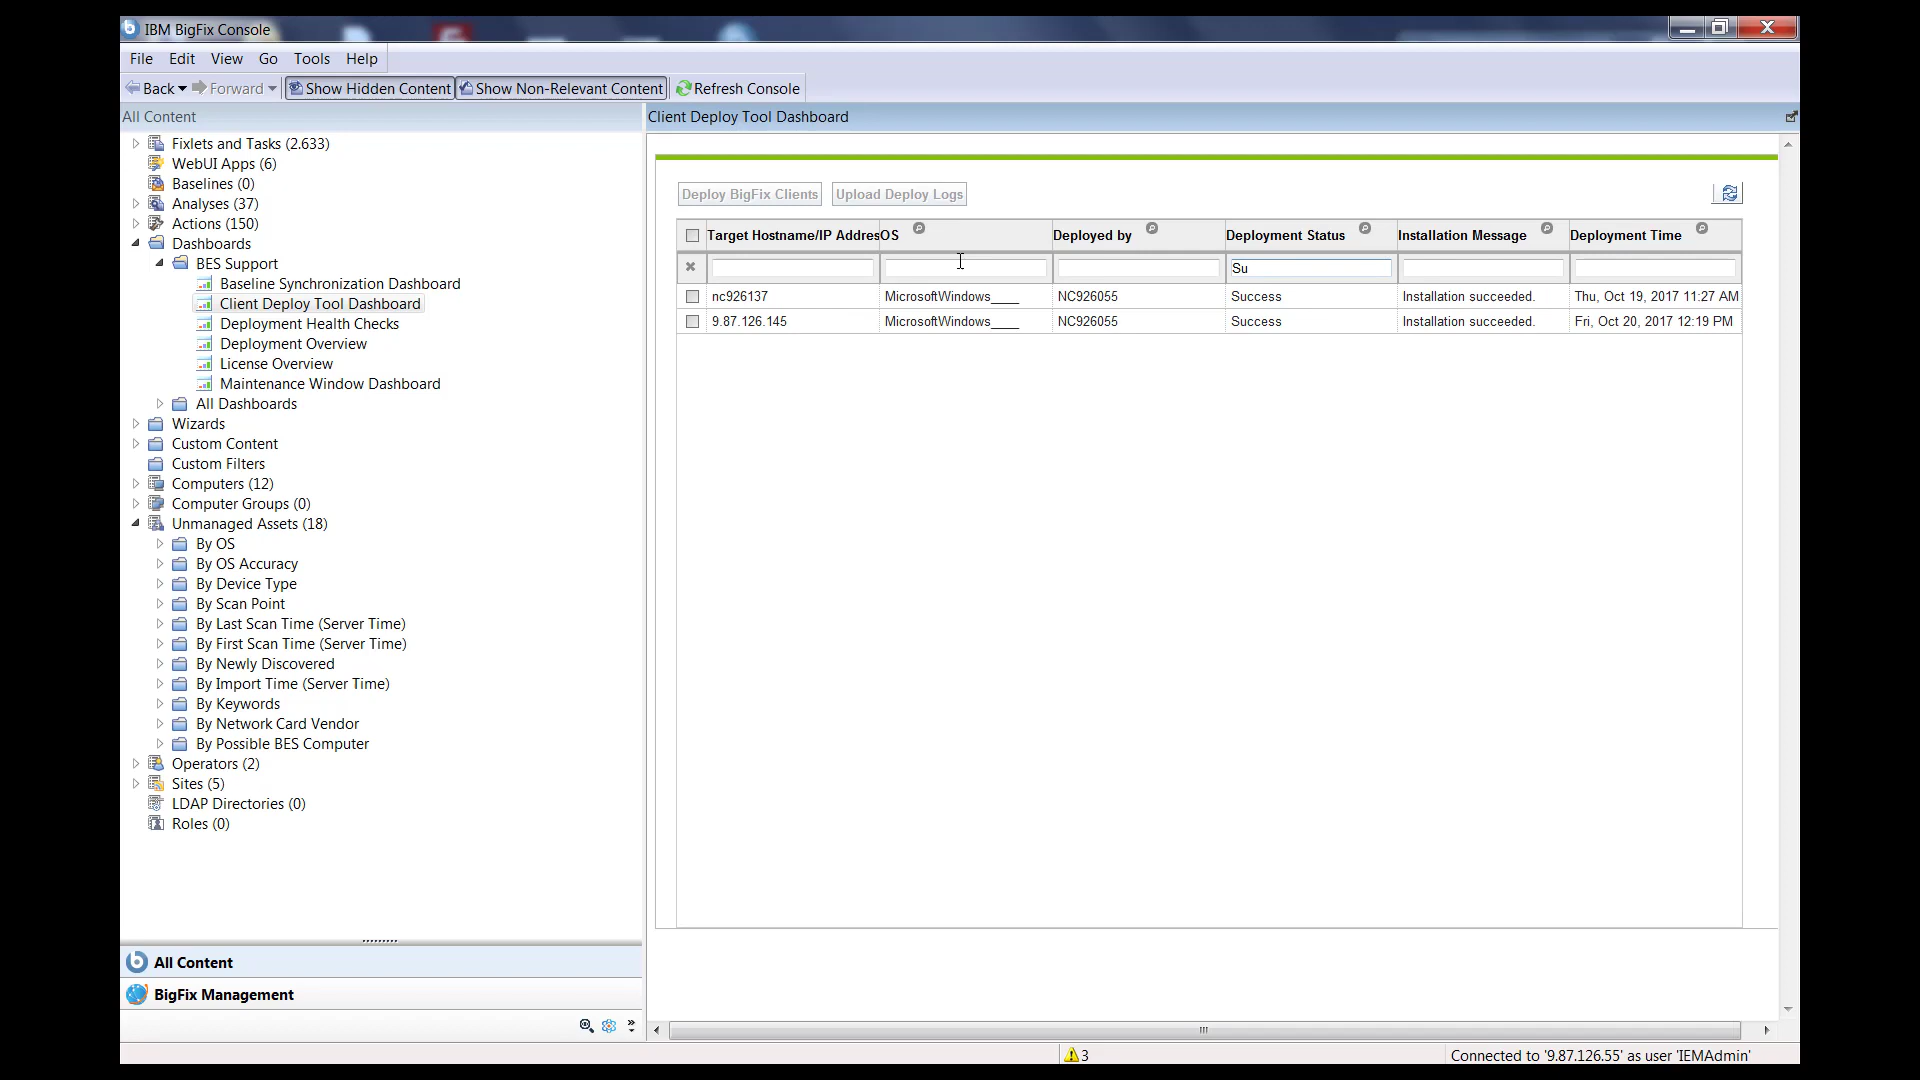 IBM BigFix Console
File Edit View Go Tools Help
Back Forward Show Hidden Content Show Non-Relevant Content Refresh Console
All Content
Fixlets and Tasks (2.633)
WebUI Apps (6)
Baselines (0)
Analyses (37)
Actions (150)
Dashboards
BES Support
Baseline Synchronization Dashboard
Client Deploy Tool Dashboard
Deployment Health Checks
Deployment Overview
License Overview
Maintenance Window Dashboard
All Dashboards
Wizards
Custom Content
Custom Filters
Computers (12)
Computer Groups (0)
Unmanaged Assets (18)
By OS
By OS Accuracy
By Device Type
By Scan Point
By Last Scan Time (Server Time)
By First Scan Time (Server Time)
By Newly Discovered
By Import Time (Server Time)
By Keywords
By Network Card Vendor
By Possible BES Computer
Operators (2)
Sites (5)
LDAP Directories (0)
Roles (0)
All Content
BigFix Management
Client Deploy Tool Dashboard
Deploy BigFix Clients Upload Deploy Logs
Target Hostname/IP Addres OS Deployed by Deployment Status Installation Message Deployment Time
Su
nc926137 MicrosoftWindows____ NC926055 Success Installation succeeded. Thu, Oct 19, 2017 11:27 AM
9.87.126.145 MicrosoftWindows____ NC926055 Success Installation succeeded. Fri, Oct 20, 2017 12:19 PM
3
Connected to '9.87.126.55' as user 'IEMAdmin'